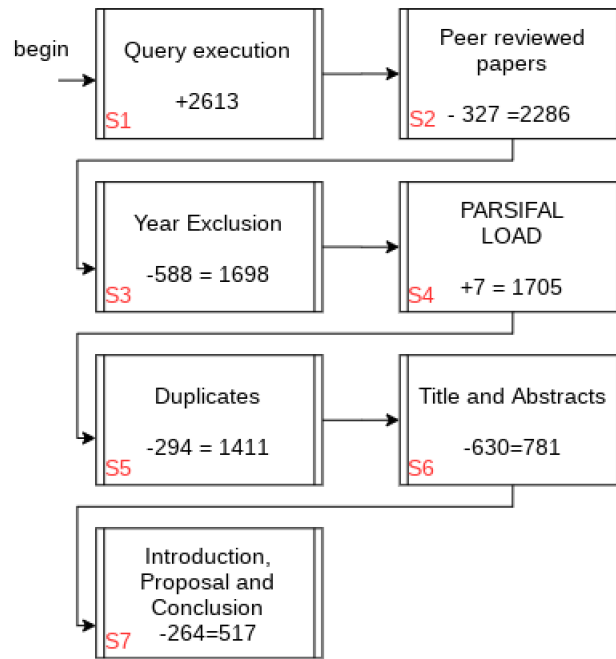 begin
Query execution
+2613
S1
Peer reviewed
papers
- 327 =2286
S2
Year Exclusion
-588 = 1698
S3
PARSIFAL
LOAD
+7 = 1705
S4
Duplicates
-294 = 1411
S5
Title and Abstracts
-630=781
S6
Introduction,
Proposal and
Conclusion
-264=517
S7